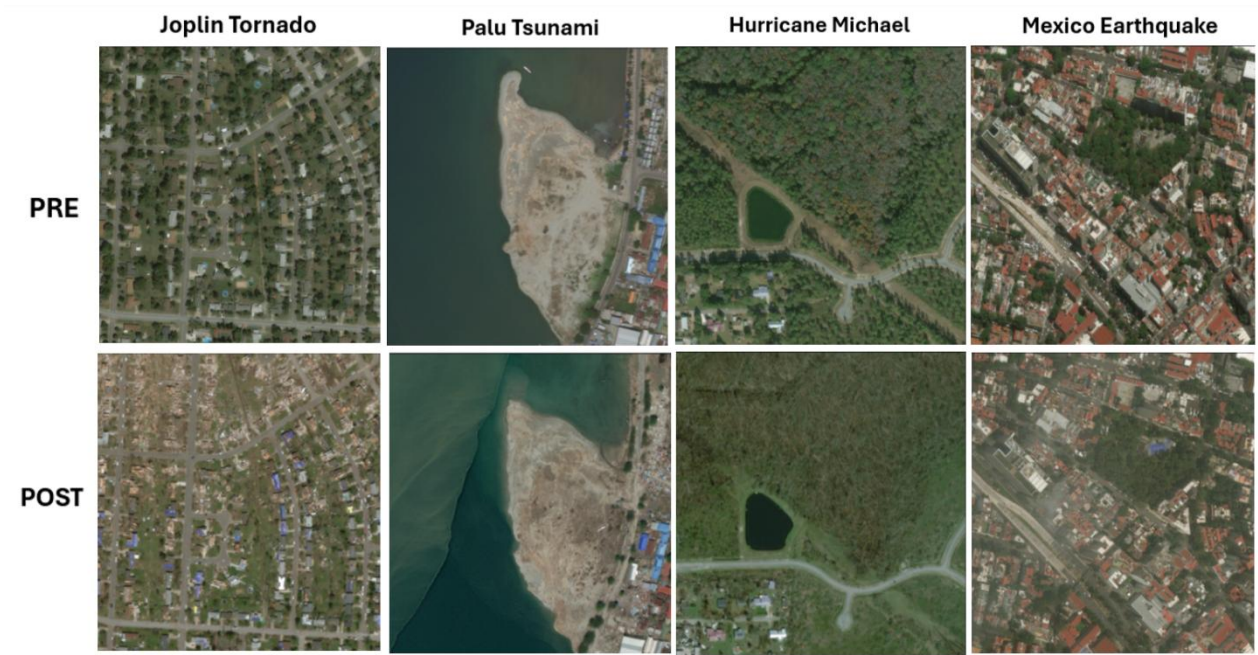 Joplin Tornado
Palu Tsunami
Hurricane Michael
Mexico Earthquake
PRE
POST